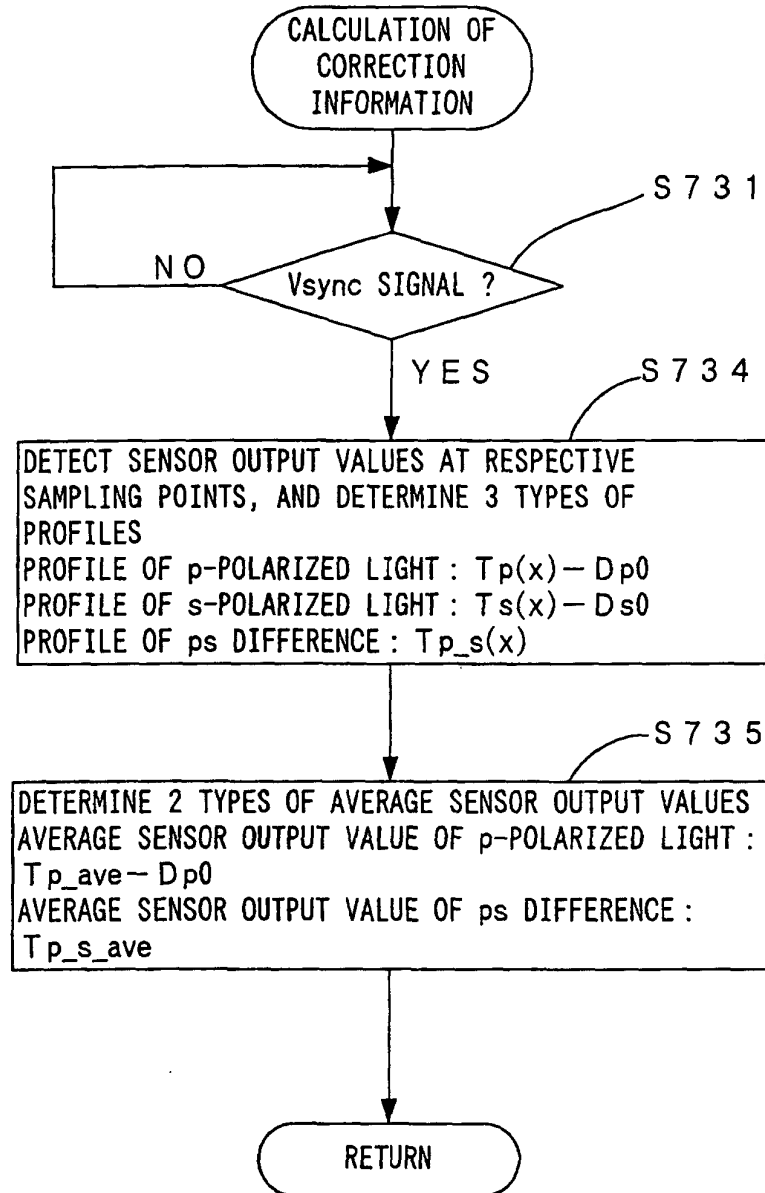 CALCULATION OF
CORRECTION
INFORMATION
S731
NO
Vsync SIGNAL ?
YES
S734
DETECT SENSOR OUTPUT VALUES AT RESPECTIVE
SAMPLING POINTS, AND DETERMINE 3 TYPES OF
PROFILES
PROFILE OF p-POLARIZED LIGHT : Tp(x)－Dp0
PROFILE OF s-POLARIZED LIGHT : Ts(x)－Ds0
PROFILE OF ps DIFFERENCE : Tp_s(x)
S735
DETERMINE 2 TYPES OF AVERAGE SENSOR OUTPUT VALUES
AVERAGE SENSOR OUTPUT VALUE OF p-POLARIZED LIGHT :
Tp_ave－Dp0
AVERAGE SENSOR OUTPUT VALUE OF ps DIFFERENCE :
Tp_s_ave
RETURN